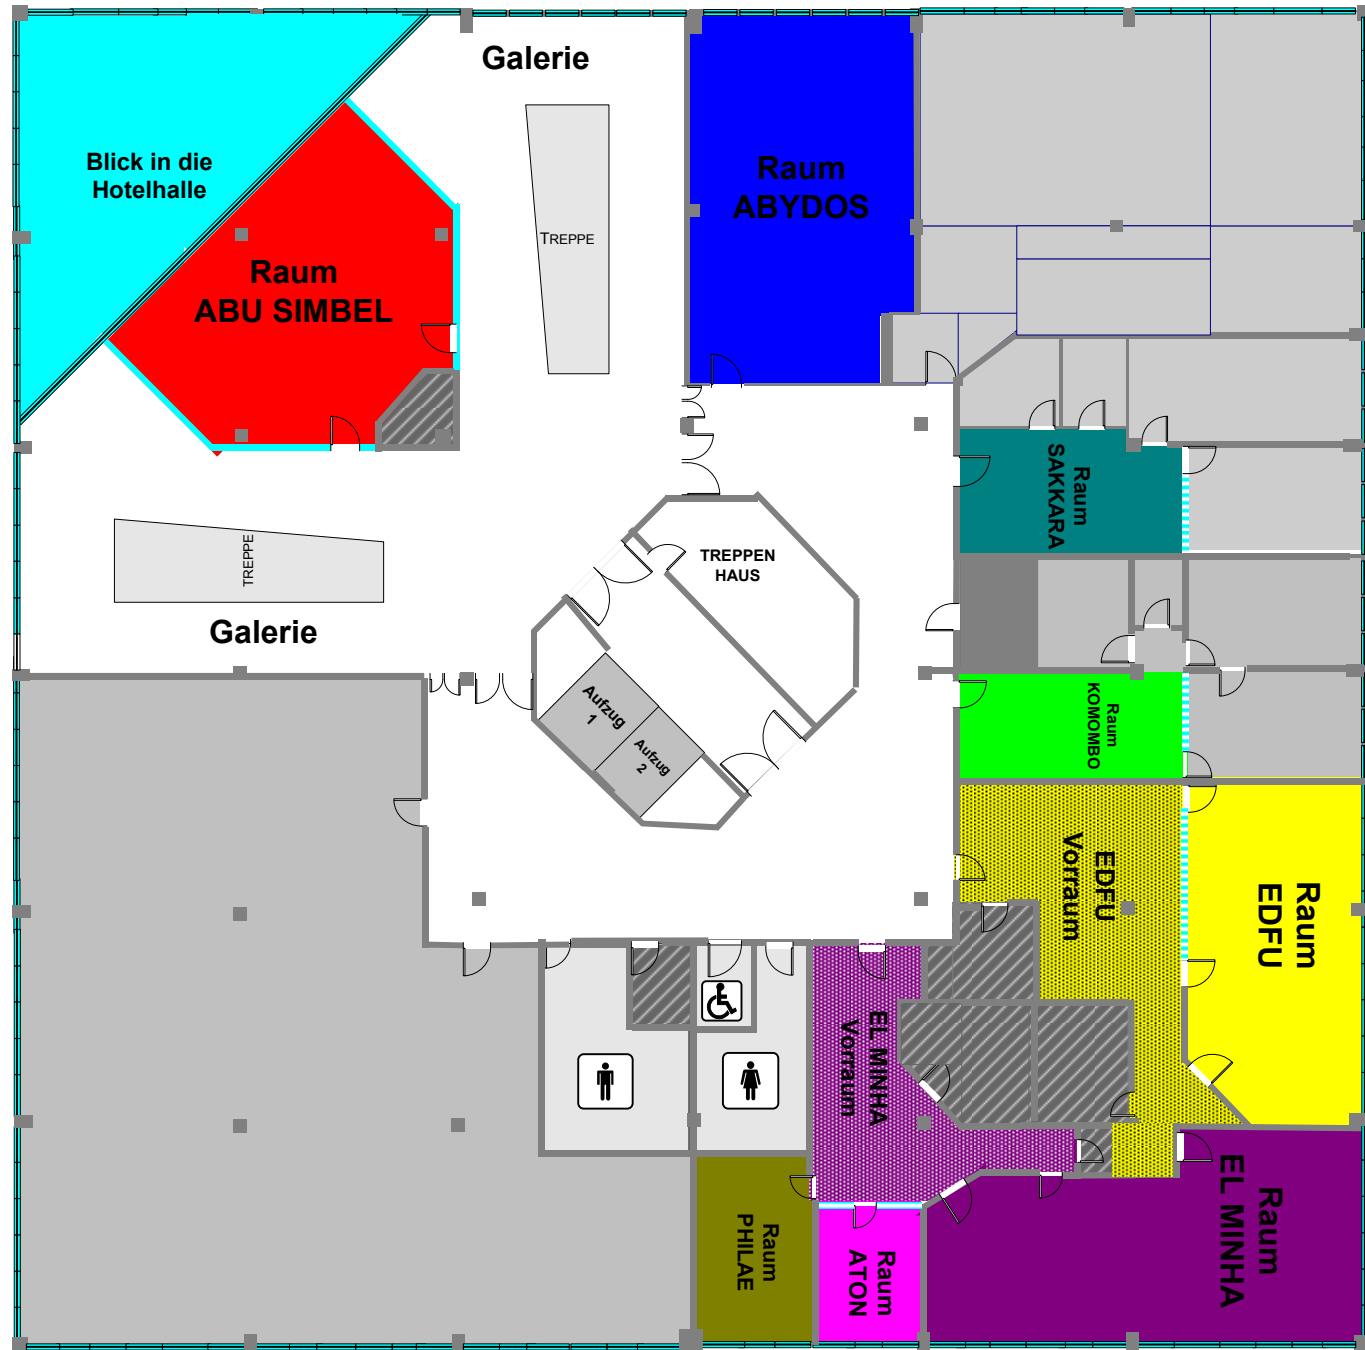 Galerie
Blick in die
Hotelhalle
Raum
ABYDOS
TREPPE
Raum
ABU SIMBEL
Raum
SAKKARA
TREPPE
TREPPEN
HAUS
Galerie
Aufzug
1
Aufzug
2
Raum
KOMOMBO
EDFU
Vorraum
Raum
EDFU
EL MINHA
Vorraum
Raum
EL MINHA
Raum
PHILAE
Raum
ATON